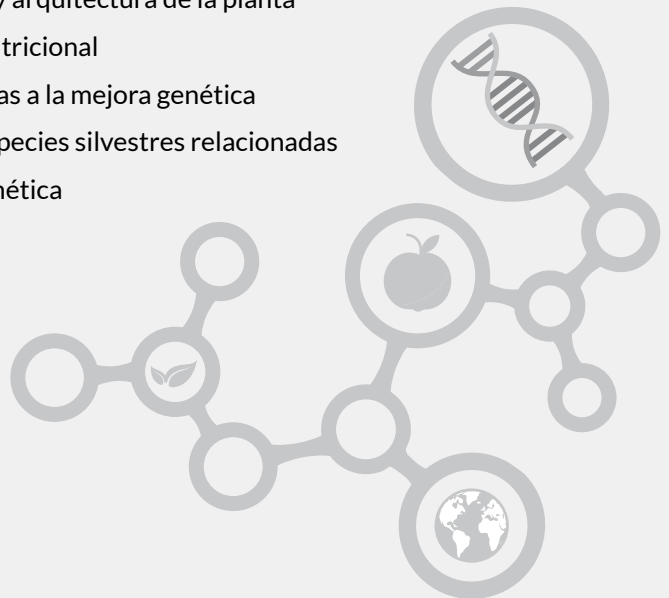 y arquitectura de la planta
tricional
as a la mejora genética
pecies silvestres relacionadas
nética